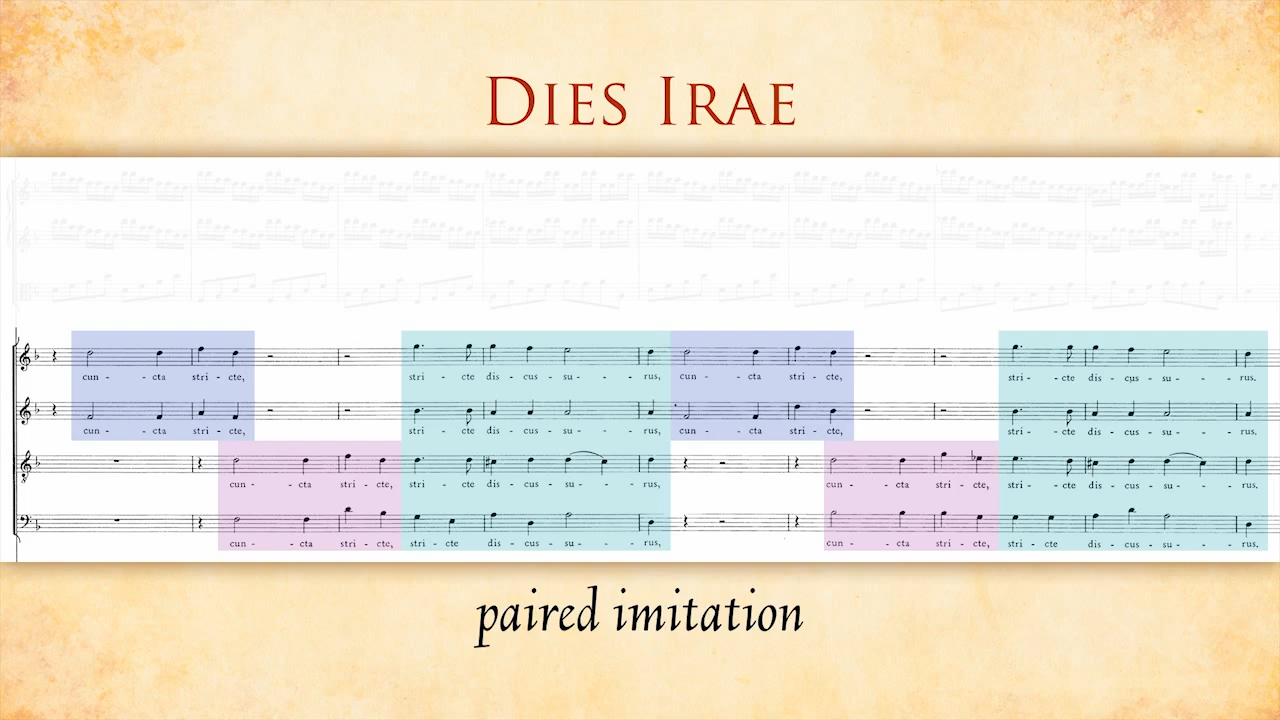 DIES IRAE
cun - cta stri - cte, stri - cte dis - cus - su - - rus, cun - cta stri - cte, stri - cte dis - cus - su - - rus.
cun - cta stri - cte, stri - cte dis - cus - su - - rus, cun - cta stri - cte, stri - cte dis - cus - su - - rus.
cun - cta stri - cte, stri - cte dis - cus - su - - rus, cun - cta stri - cte, stri - cte dis - cus - su - - rus.
cun - cta stri - cte, stri - cte dis - cus - su - - rus, cun - cta stri - cte, stri - cte dis - cus - su - - rus.
paired imitation